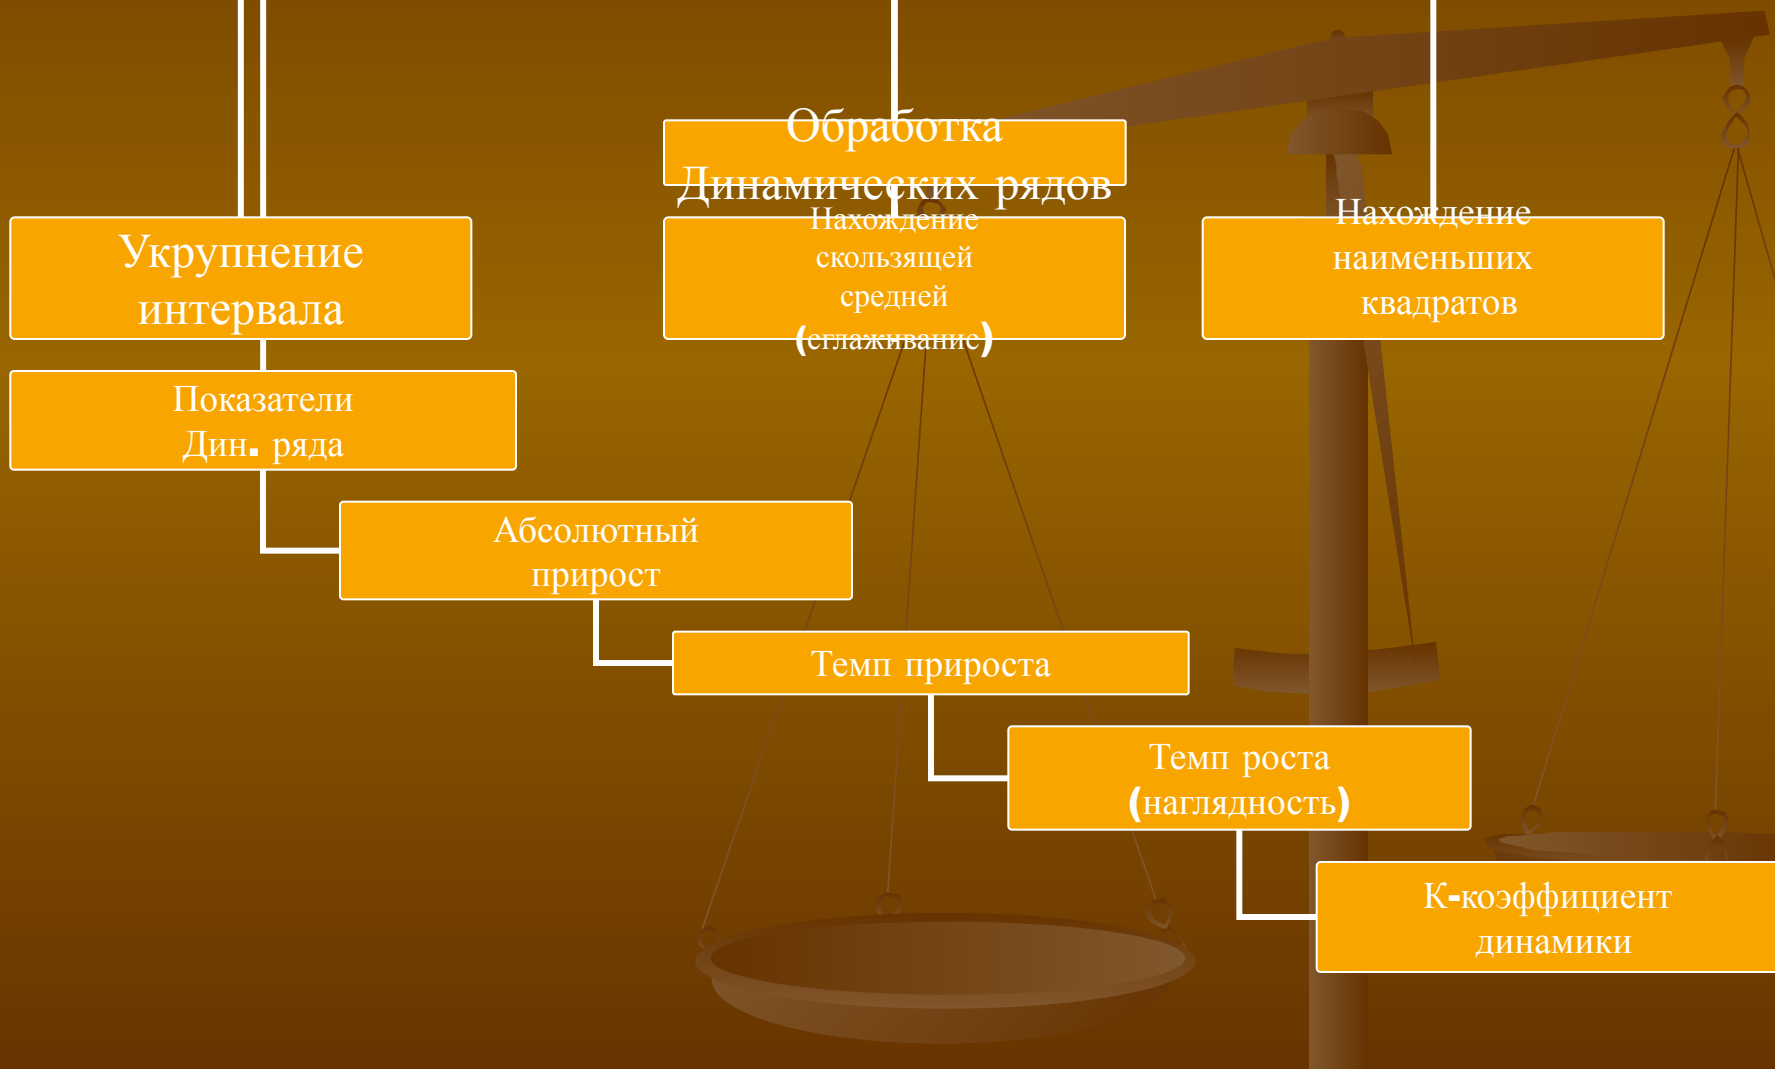 Обработка
Динамических рядов
Укрупнение
интервала
Нахождение
скользящей
средней
(сглаживание)
Нахождение
наименьших
квадратов
Показатели
Дин. ряда
Абсолютный
прирост
Темп прироста
Темп роста
(наглядность)
К-коэффициент
динамики